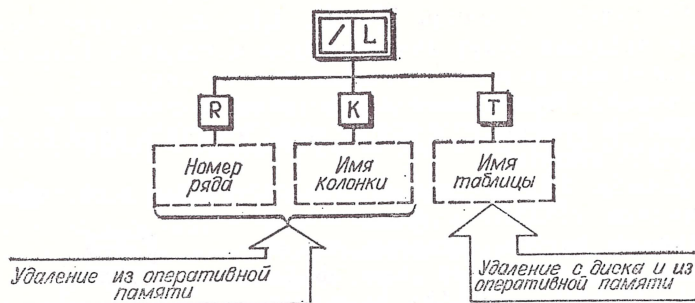 / L
R K T
Номер
ряда
Имя
колонки
Имя
таблицы
Удаление из оперативной
памяти
Удаление с диска и из
оперативной памяти